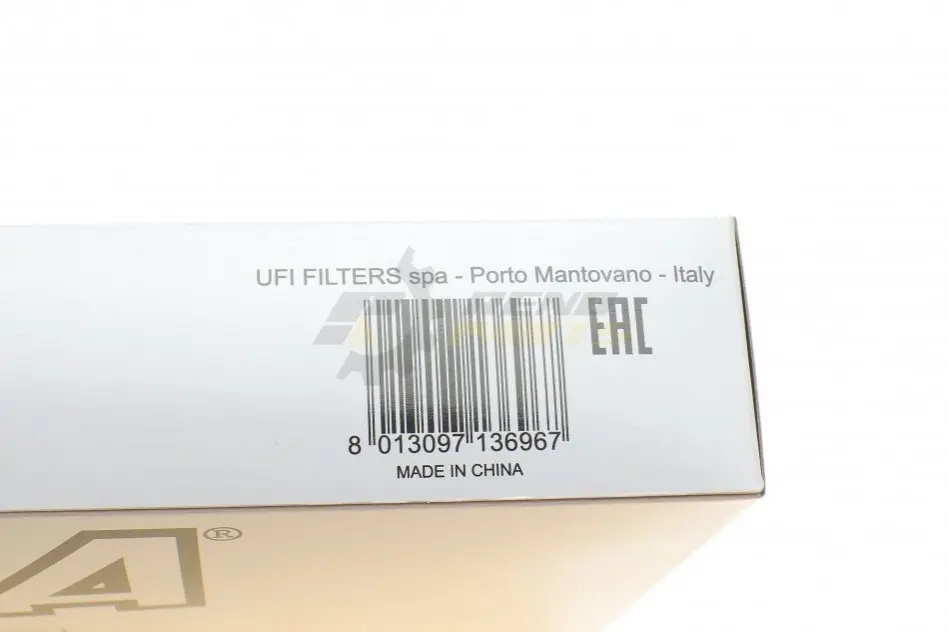 UFI FILTERS spa - Porto Mantovano - Italy
EAC
8 013097 136967
MADE IN CHINA
A®